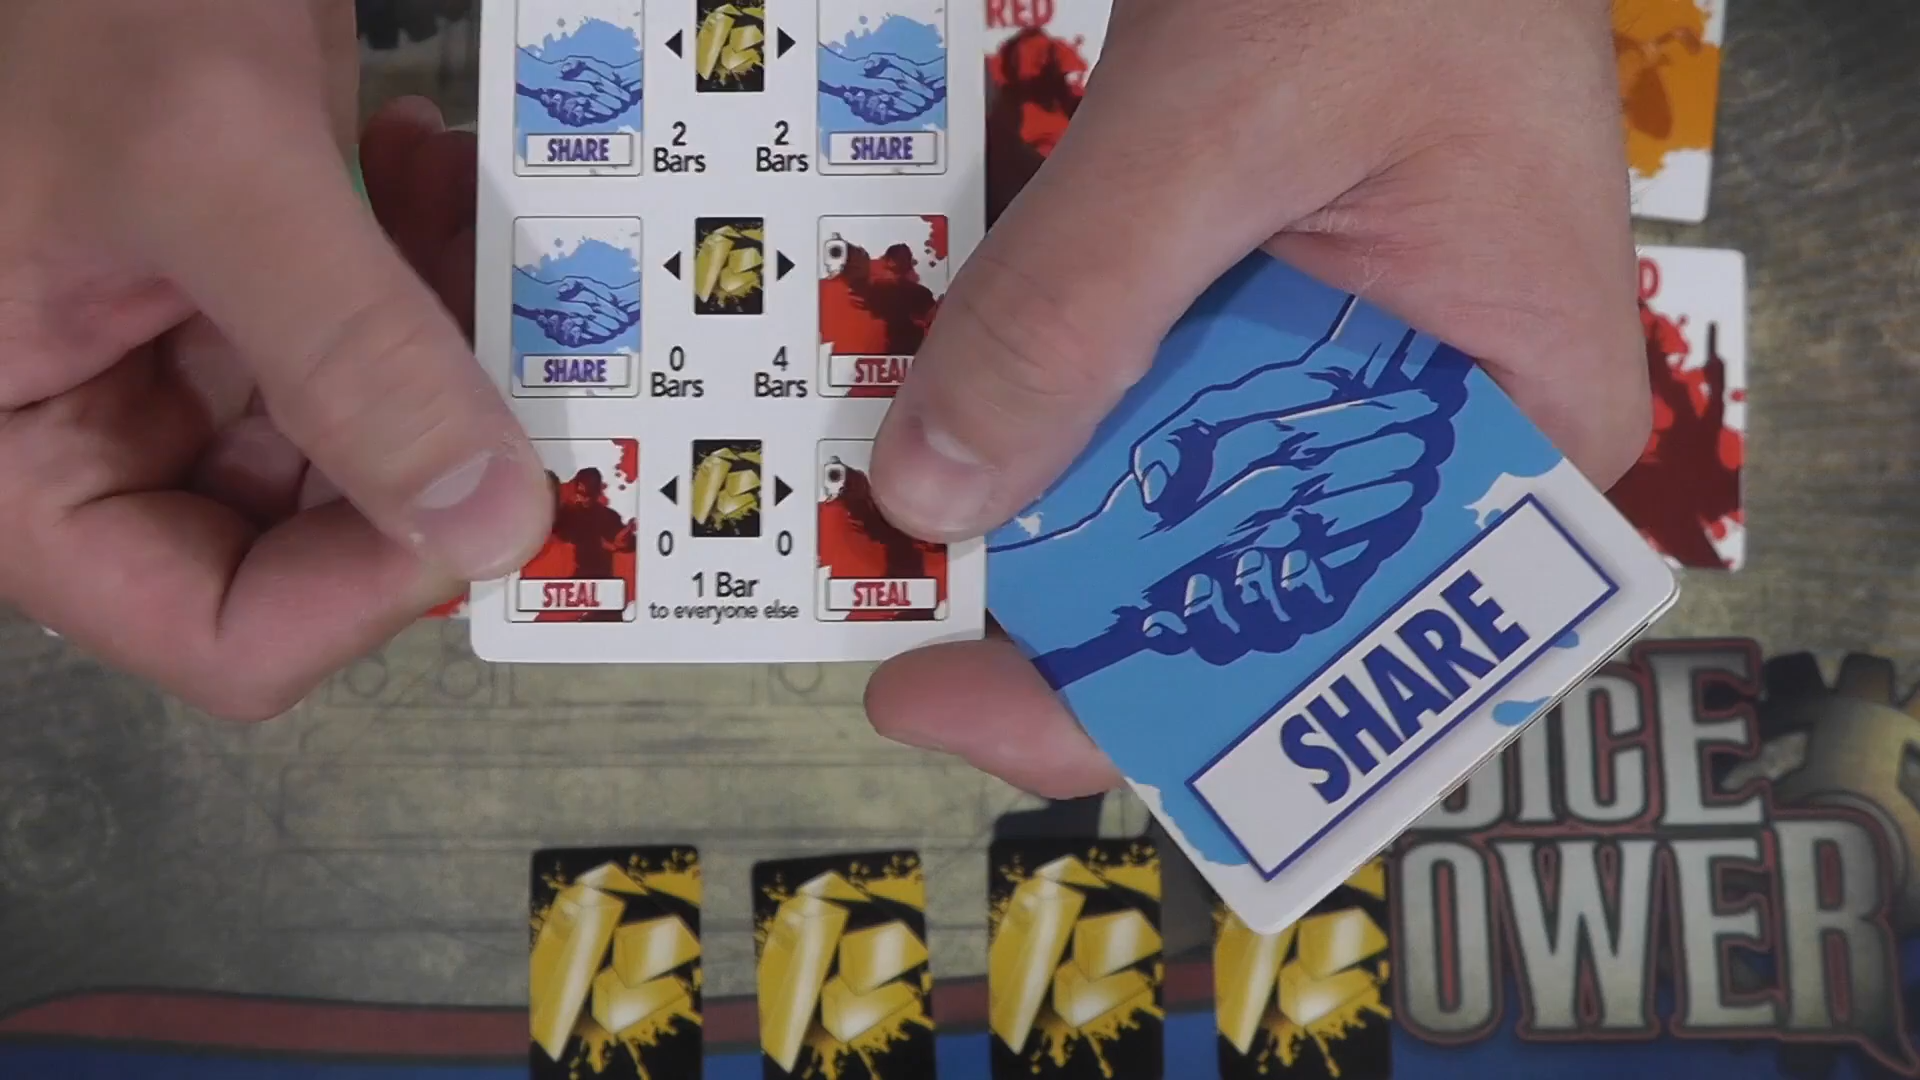 RED
SHARE
2 Bars
2 Bars
SHARE
SHARE
0 Bars
4 Bars
STEAL
STEAL
0
0
1 Bar
to everyone else
STEAL
SHARE